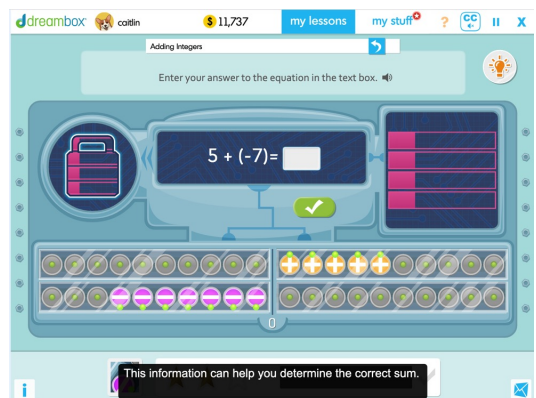 dreambox caitlin $ 11,737 my lessons my stuff ? CC X
Adding Integers
Enter your answer to the equation in the text box.
5 + (-7)=
0
This information can help you determine the correct sum.
i